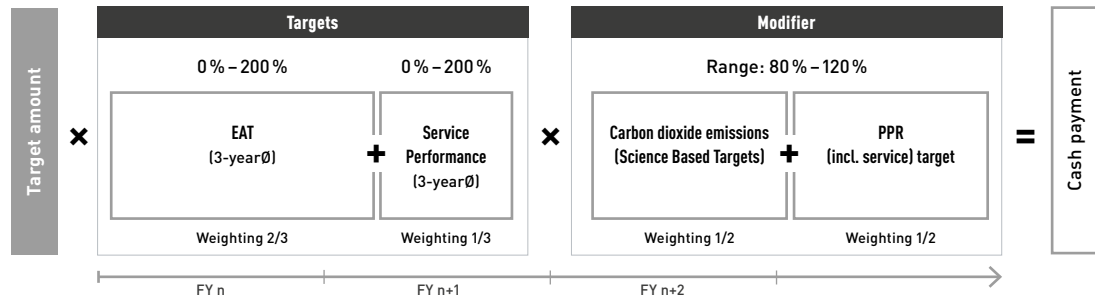 Target amount
Targets
Modifier
0 % – 200 %
0 % – 200 %
Range: 80 % – 120 %
×
EAT
(3-yearØ)
+
Service
Performance
(3-yearØ)
×
Carbon dioxide emissions
(Science Based Targets)
+
PPR
(incl. service) target
=
Cash payment
Weighting 2/3
Weighting 1/3
Weighting 1/2
Weighting 1/2
FY n
FY n+1
FY n+2